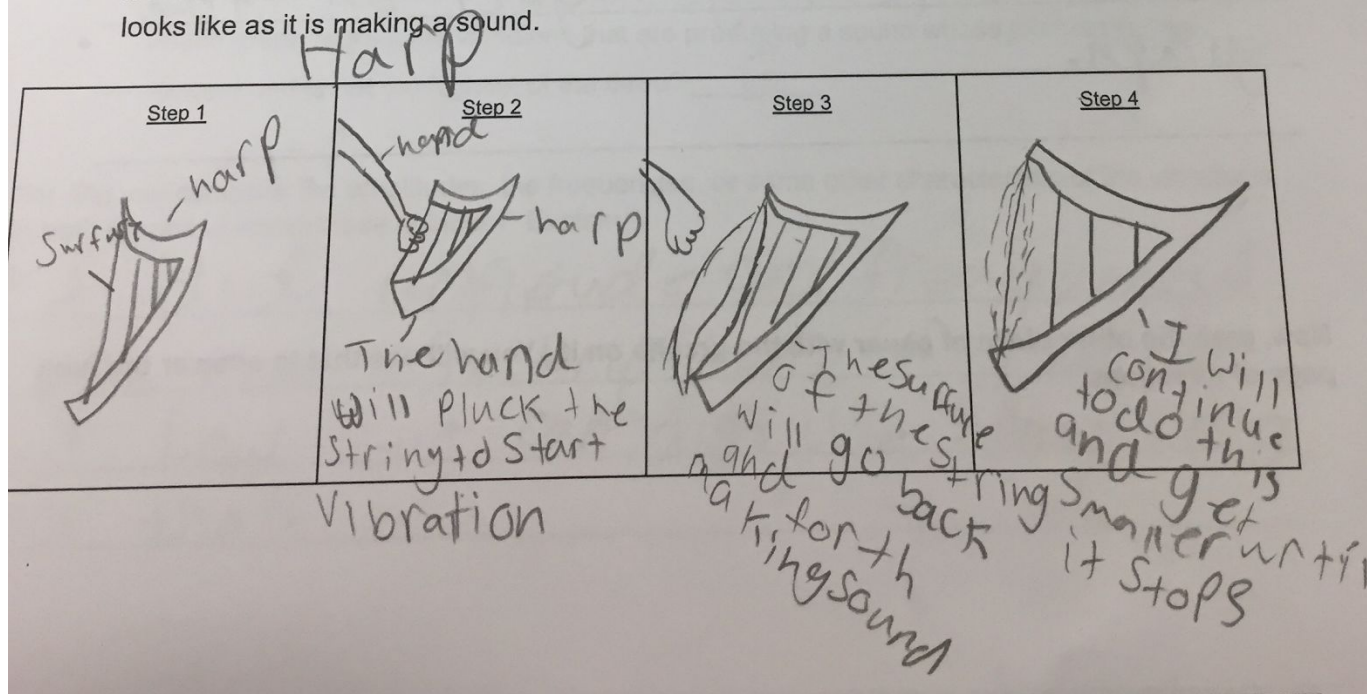 looks like as it is making a sound.
Harp
Step 1
harp
Step 2
hand
harp
The hand
will pluck the
string to start
vibration
Step 3
The surfure
of the string
will go back
and forth
making sound
Step 4
I will
continue
to do this
and get
smaller until
it stops